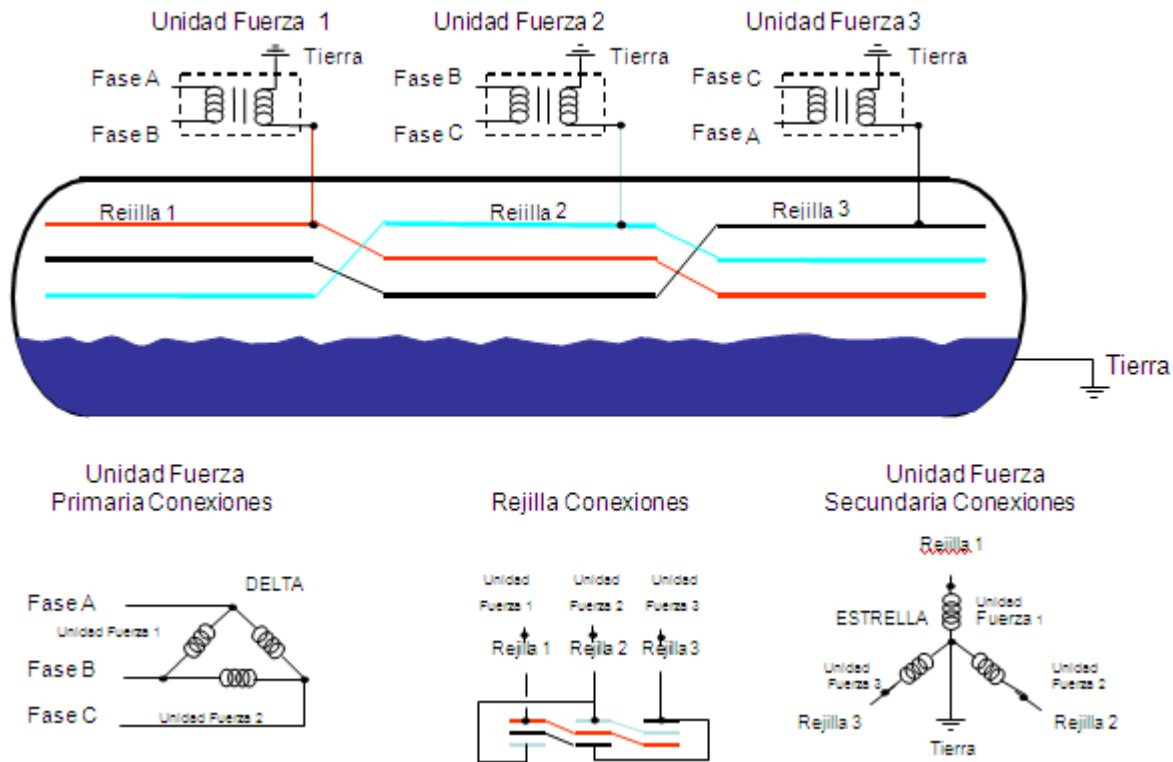 Unidad Fuerza 1
Unidad Fuerza 2
Unidad Fuerza 3
Tierra
Tierra
Tierra
Fase A
Fase B
Fase B
Fase C
Fase C
Fase A
Rejilla 1
Rejilla 2
Rejilla 3
Tierra
Unidad Fuerza
Primaria Conexiones
DELTA
Fase A
Unidad Fuerza 1
Fase B
Fase C
Unidad Fuerza 2
Rejilla Conexiones
Unidad
Fuerza 1
Unidad
Fuerza 2
Unidad
Fuerza 3
Rejilla 1
Rejilla 2
Rejilla 3
Unidad Fuerza
Secundaria Conexiones
Rejilla 1
ESTRELLA
Unidad
Fuerza 1
Unidad
Fuerza 3
Unidad
Fuerza 2
Rejilla 3
Rejilla 2
Tierra